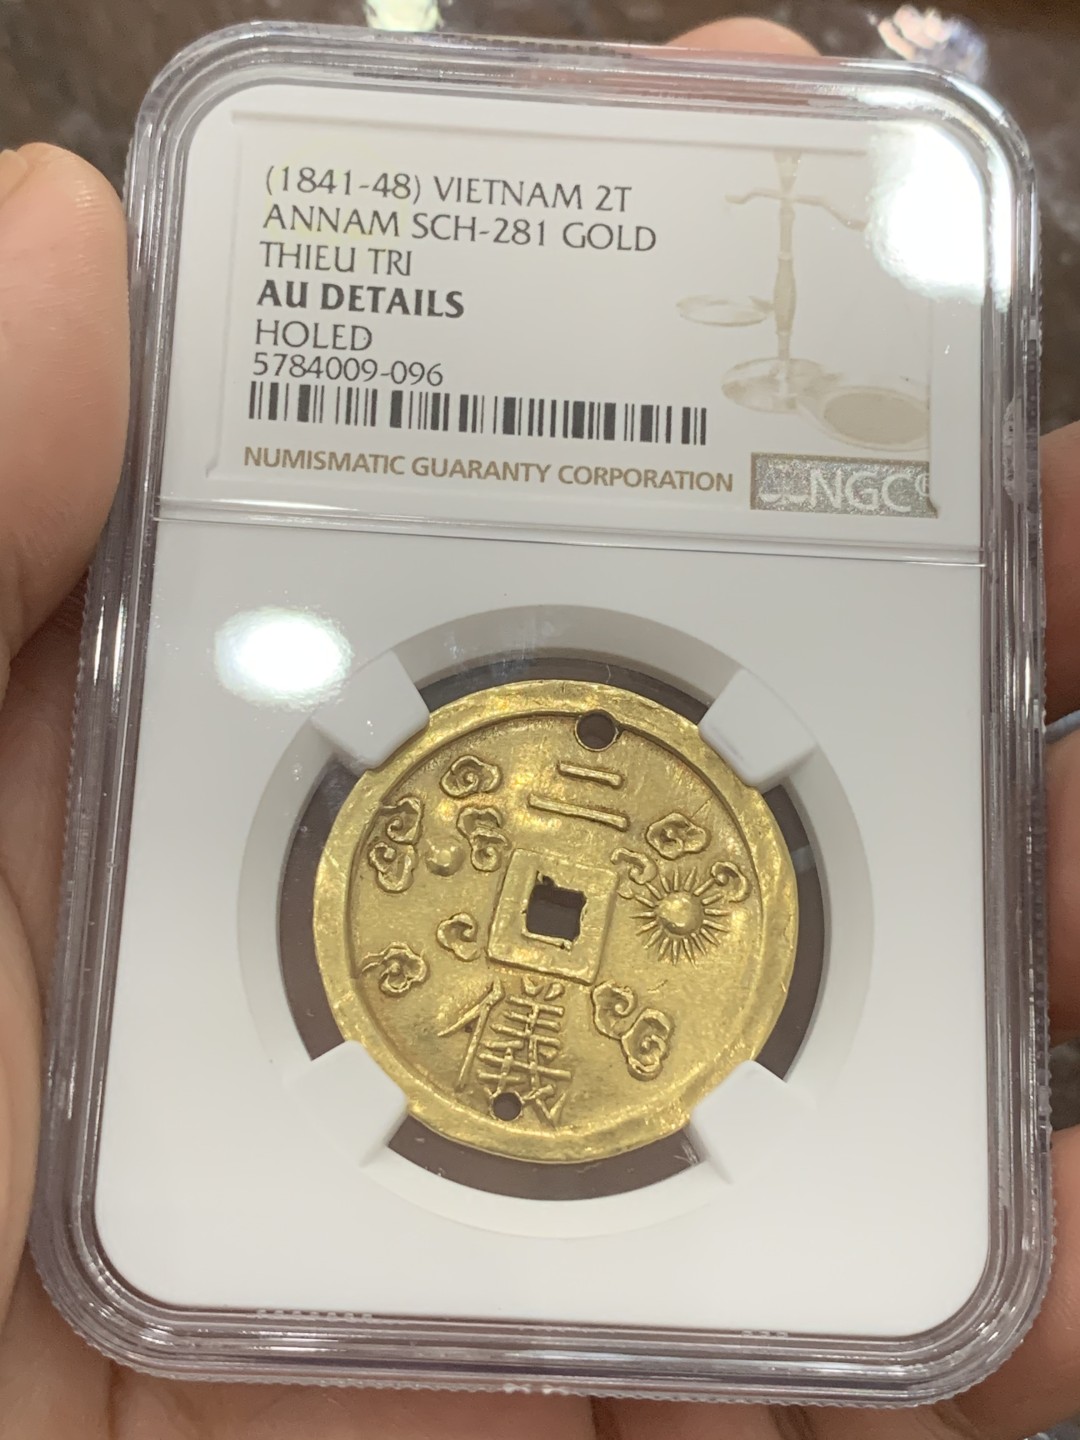 (1841-48) VIETNAM 2T
ANNAM SCH-281 GOLD
THIEU TRI
AU DETAILS
HOLED
5784009-096
NUMISMATIC GUARANTY CORPORATION
NGC
二
儀